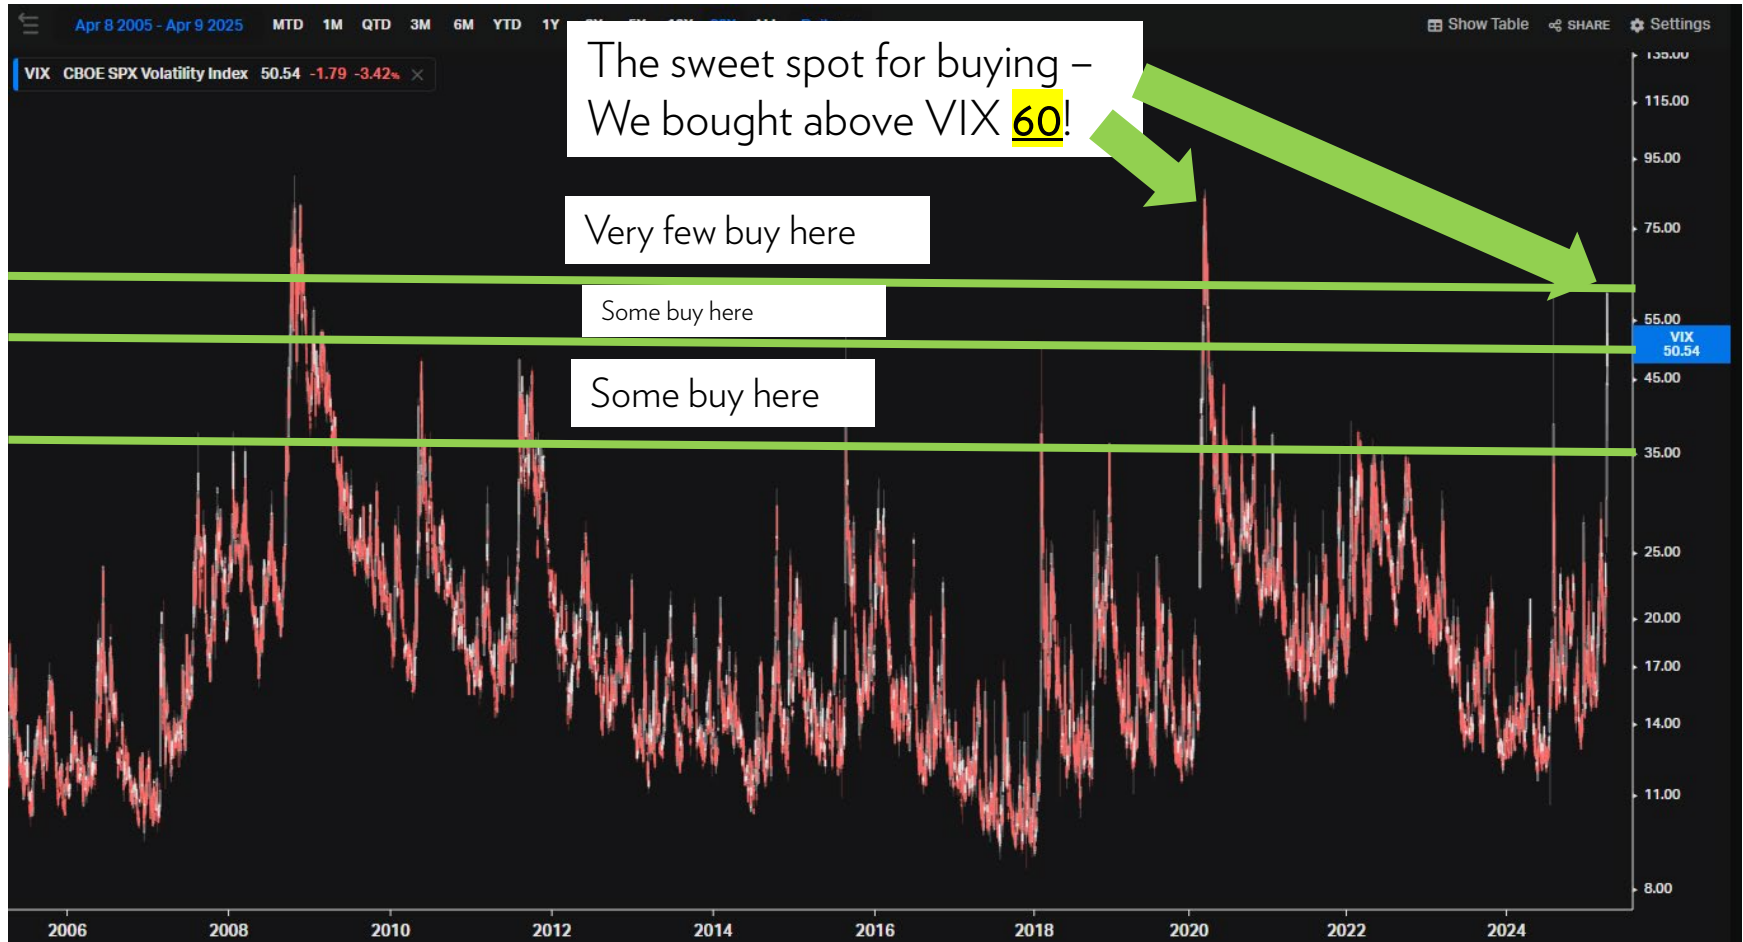 Apr 8 2005 - Apr 9 2025 MTD 1M QTD 3M 6M YTD 1Y
Show Table SHARE Settings
VIX CBOE SPX Volatility Index 50.54 -1.79 -3.42%
The sweet spot for buying –
We bought above VIX 60!
Very few buy here
Some buy here
Some buy here
135.00
115.00
95.00
75.00
55.00
VIX
50.54
45.00
35.00
25.00
20.00
17.00
14.00
11.00
8.00
2006 2008 2010 2012 2014 2016 2018 2020 2022 2024